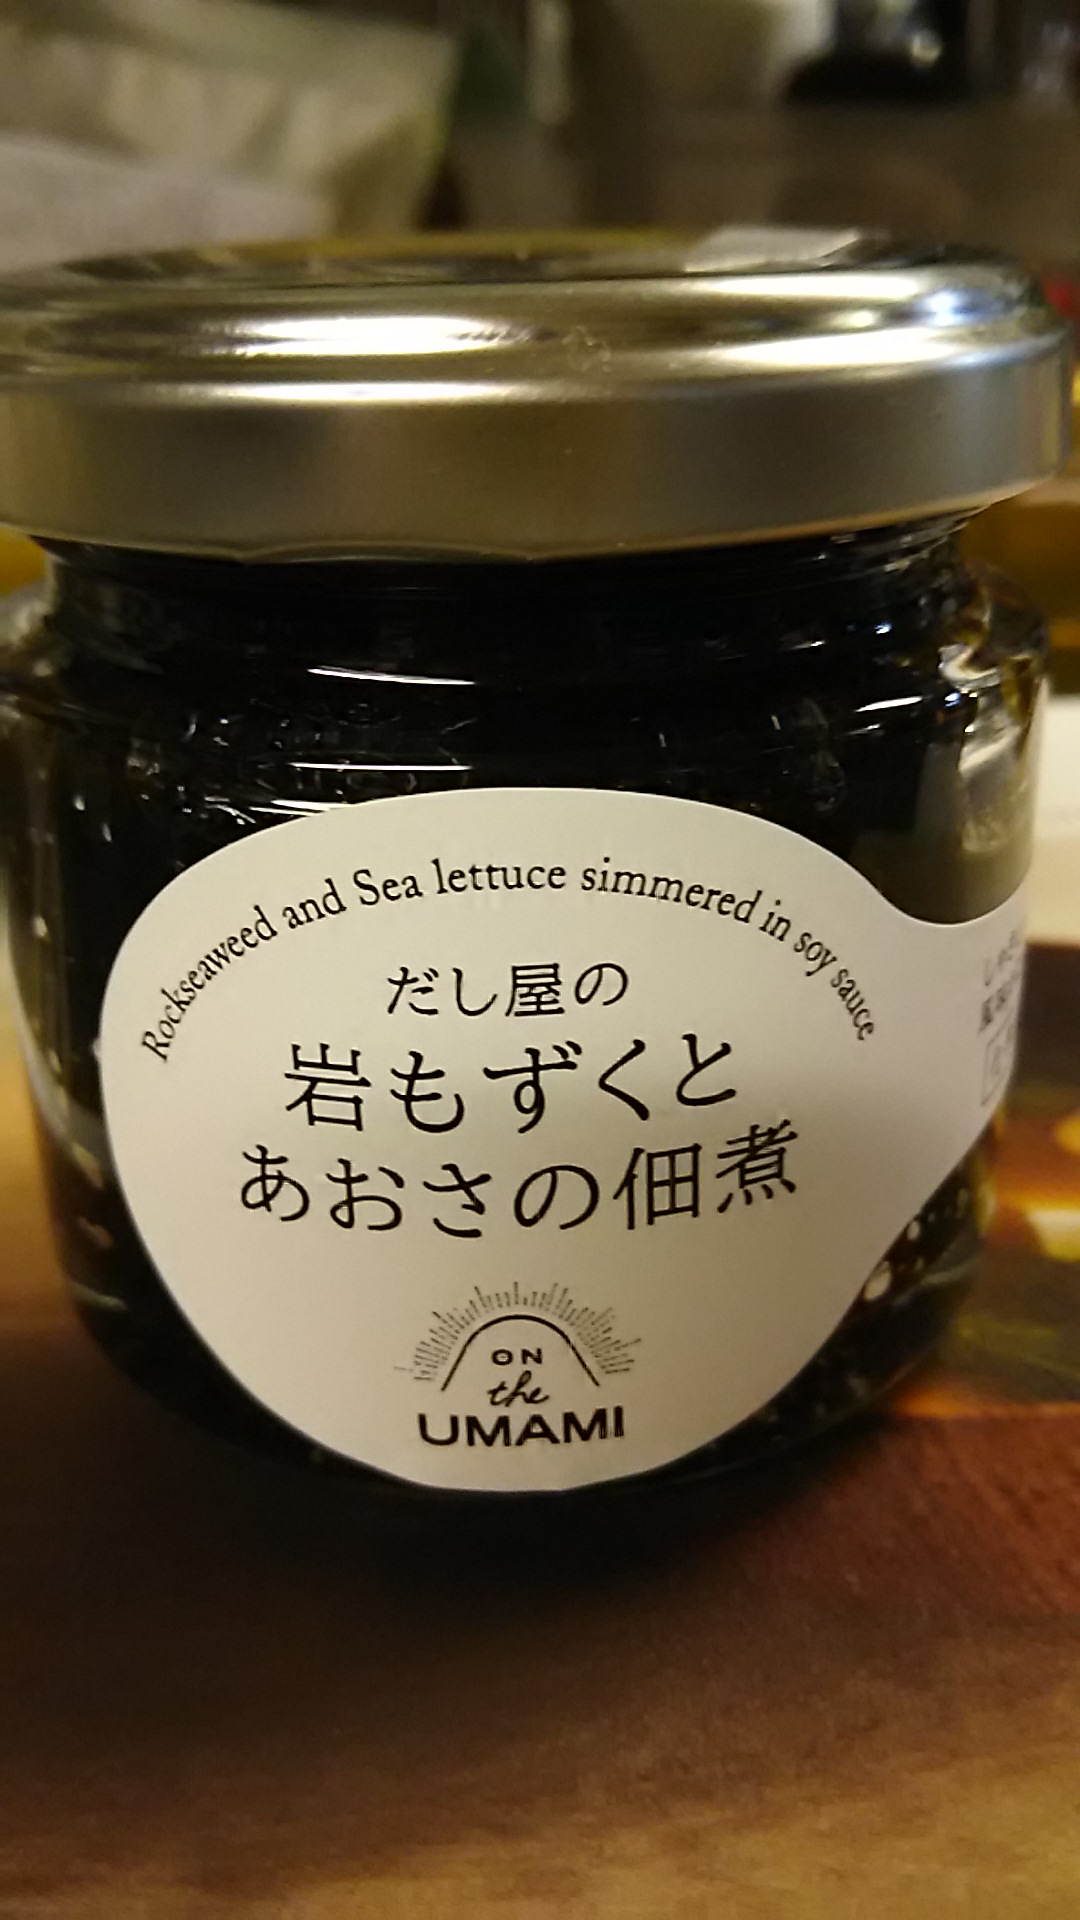 Rockseaweed and Sea lettuce simmered in soy sauce
だし屋の
岩もずくと
あおさの佃煮
ON
the
UMAMI